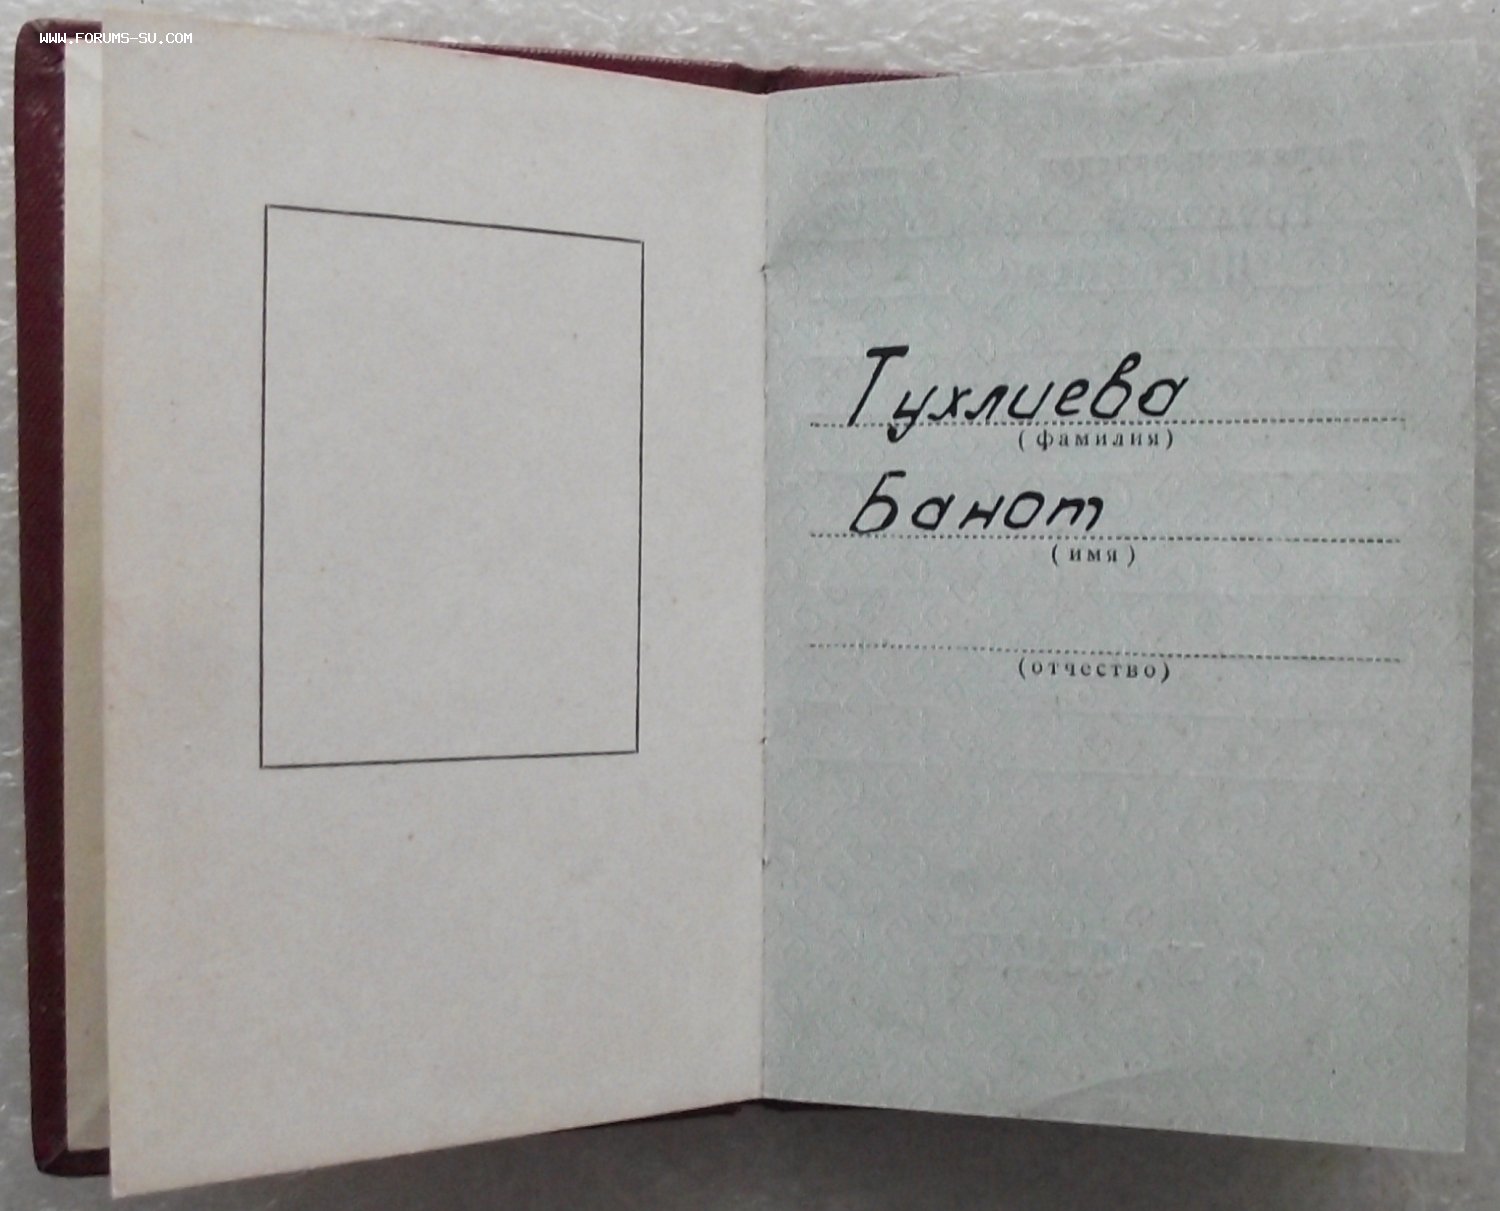 WWW.FORUMS-SU.COM
Тухлиева
(фамилия)
Банот
(имя)
(отчество)